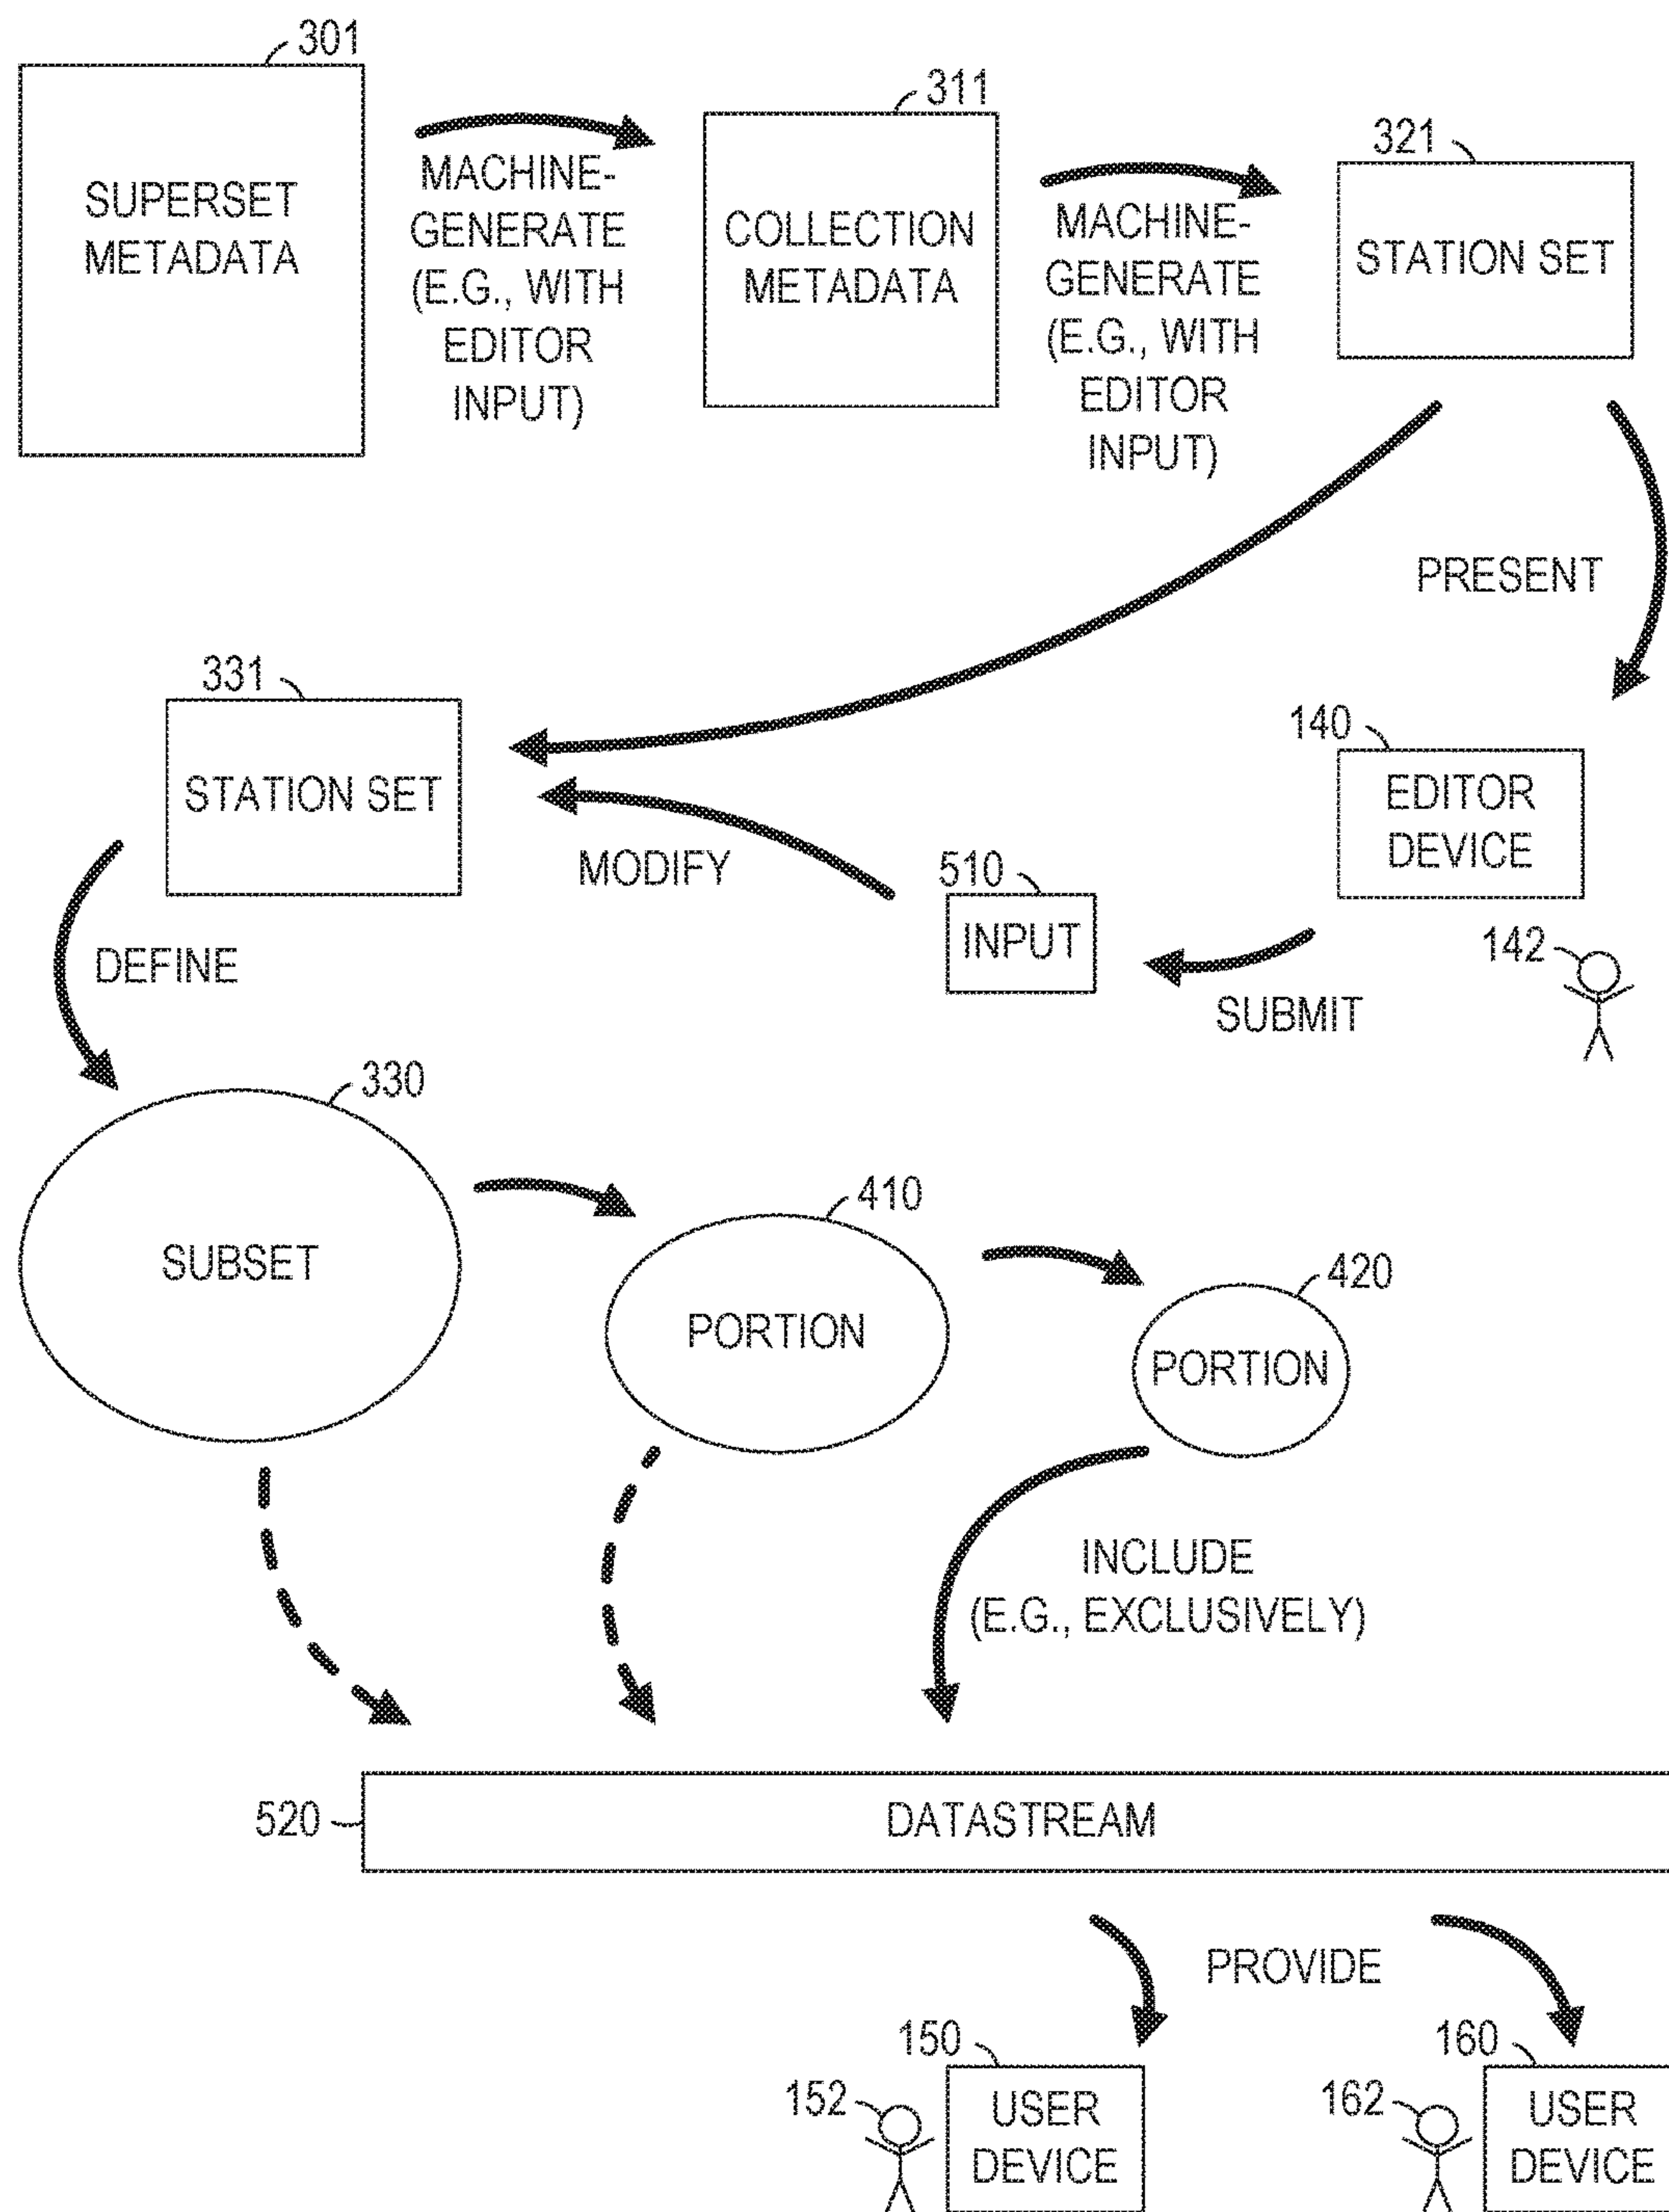 301
SUPERSET
METADATA
MACHINE-
GENERATE
(E.G., WITH
EDITOR
INPUT)
311
COLLECTION
METADATA
MACHINE-
GENERATE
(E.G., WITH
EDITOR
INPUT)
321
STATION SET
PRESENT
331
STATION SET
MODIFY
140
EDITOR
DEVICE
510
INPUT
142
SUBMIT
DEFINE
330
SUBSET
410
PORTION
420
PORTION
INCLUDE
(E.G., EXCLUSIVELY)
520
DATASTREAM
PROVIDE
150
152
USER
DEVICE
160
162
USER
DEVICE